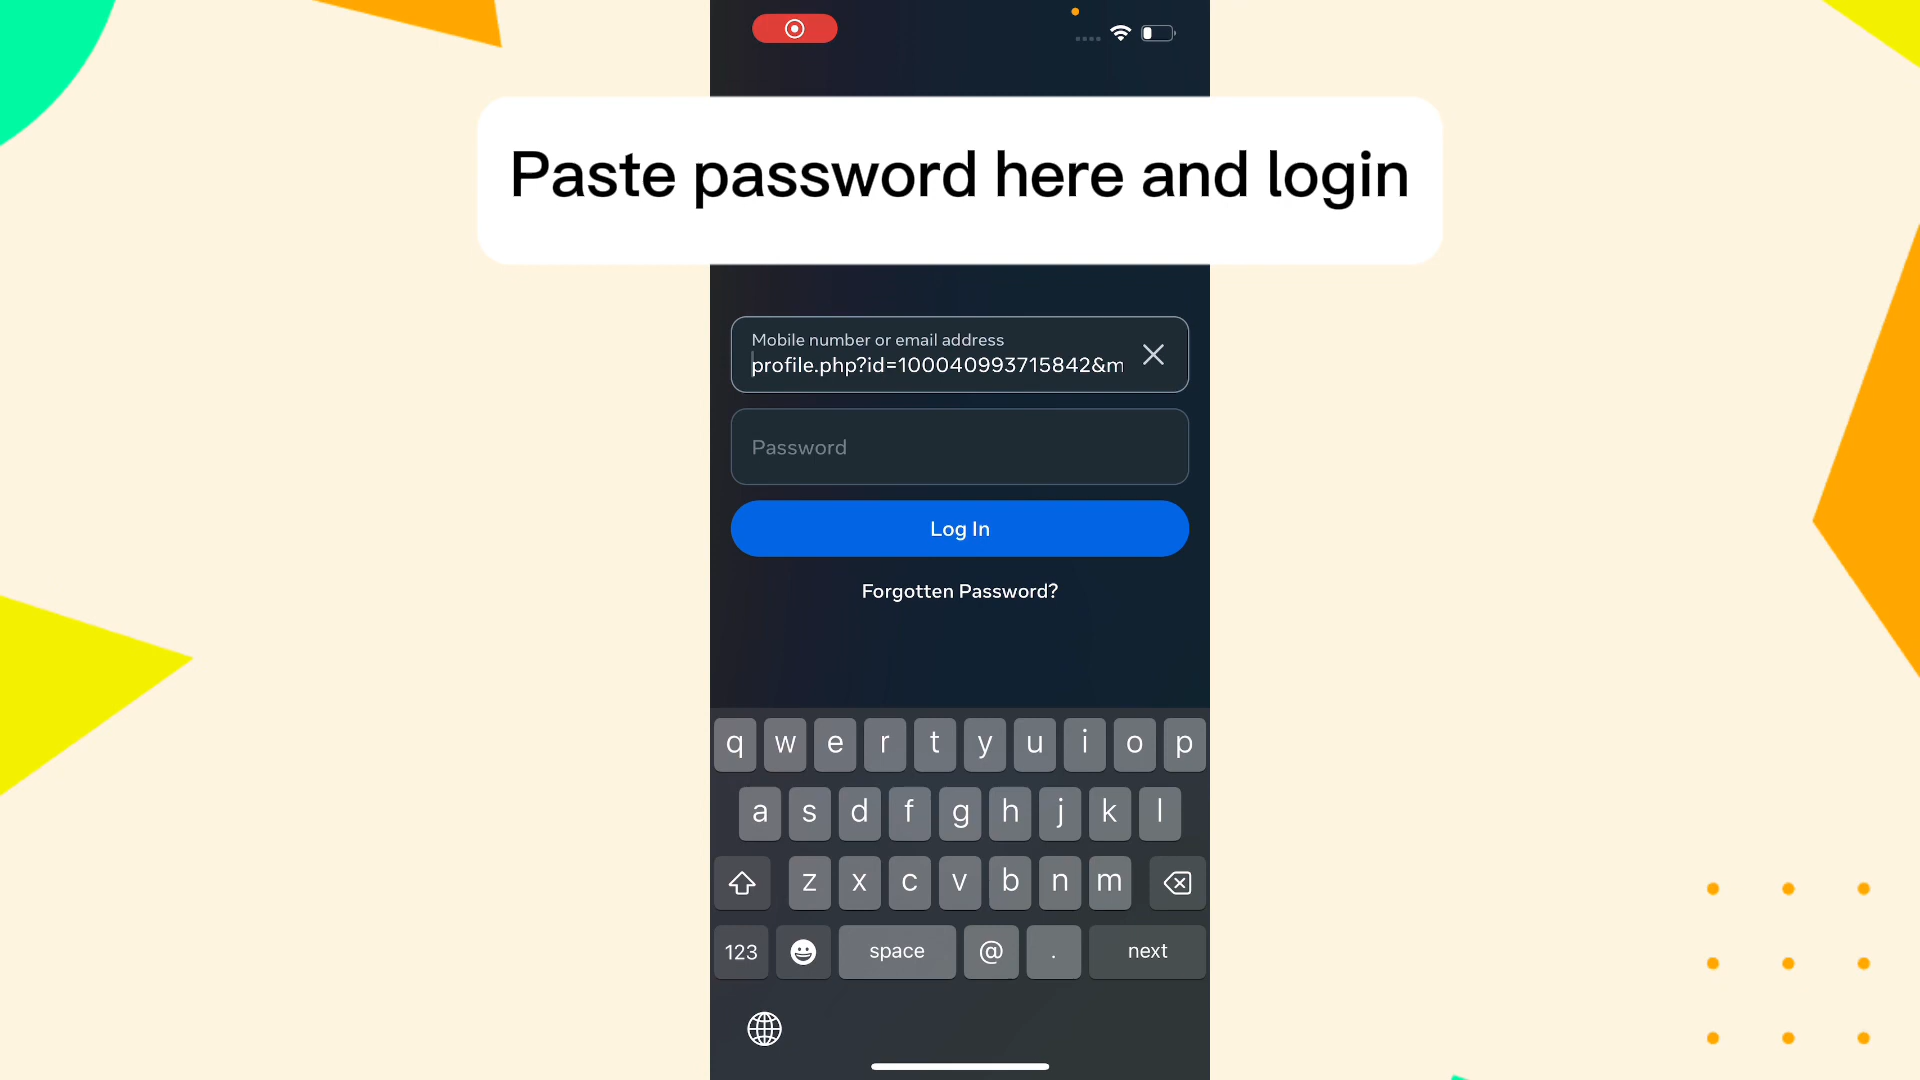 Paste password here and login
Mobile number or email address
profile.php?id=100040993715842&m
Password
Log In
Forgotten Password?
q w e r t y u i o p
a s d f g h j k l
z x c v b n m
123 space @ . next